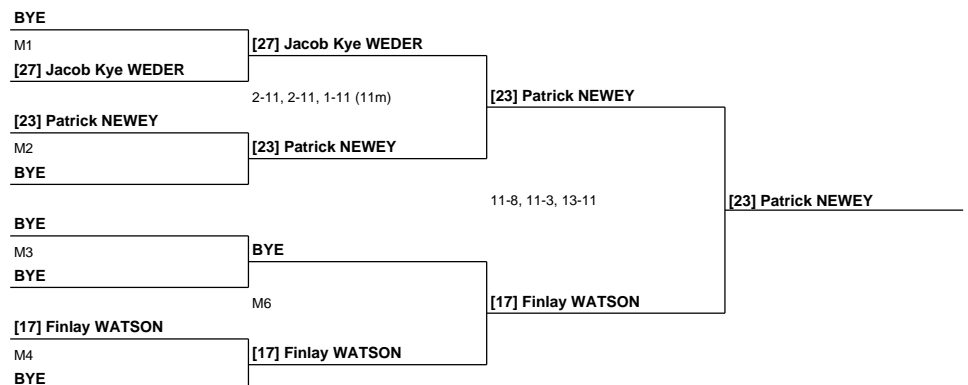 BYE
M1
[27] Jacob Kye WEDER
[27] Jacob Kye WEDER
2-11, 2-11, 1-11 (11m)
[23] Patrick NEWEY
[23] Patrick NEWEY
M2
[23] Patrick NEWEY
BYE
11-8, 11-3, 13-11
[23] Patrick NEWEY
BYE
M3
BYE
BYE
M6
[17] Finlay WATSON
[17] Finlay WATSON
M4
[17] Finlay WATSON
BYE